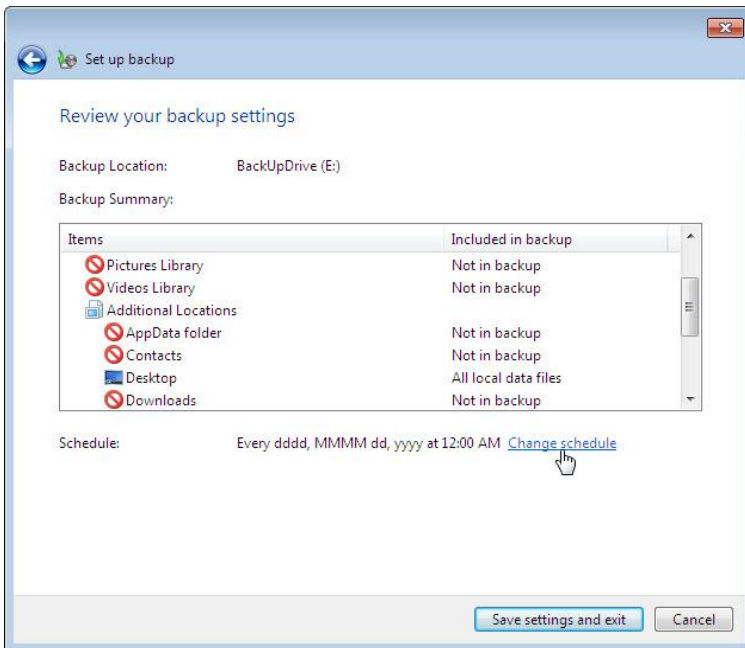 Set up backup
Review your backup settings
Backup Location: BackUpDrive (E:)
Backup Summary:
Items Included in backup
Pictures Library Not in backup
Videos Library Not in backup
Additional Locations
AppData folder Not in backup
Contacts Not in backup
Desktop All local data files
Downloads Not in backup
Schedule: Every dddd, MMMM dd, yyyy at 12:00 AM Change schedule
Save settings and exit Cancel